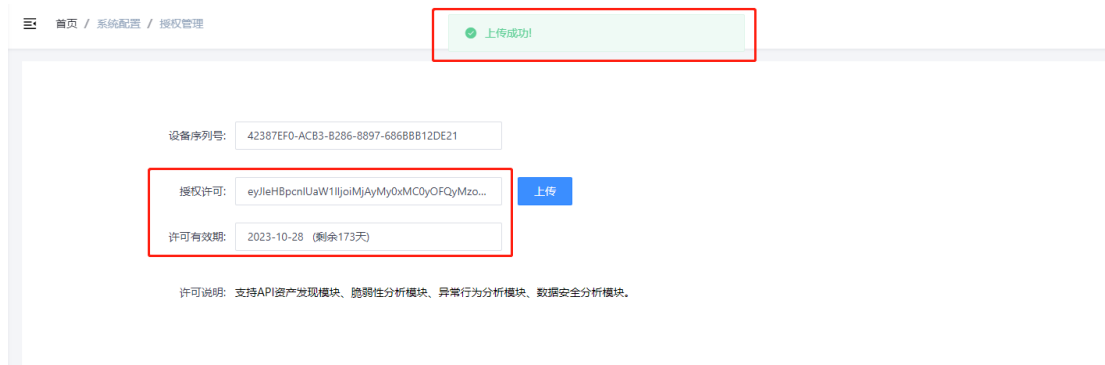 首页 / 系统配置 / 授权管理
上传成功!
设备序列号: 42387EF0-ACB3-B286-8897-686BBB12DE21
授权许可: eyJleHBpcnlUaW1lIjoiMjAyMy0xMC0yOFQyMzo... 上传
许可有效期: 2023-10-28 (剩余173天)
许可说明: 支持API资产发现模块、脆弱性分析模块、异常行为分析模块、数据安全分析模块。